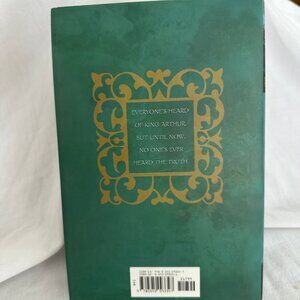 EVERYONE'S HEARD
OF KING ARTHUR.
BUT UNTIL NOW,
NO ONE'S EVER
HEARD THE TRUTH.